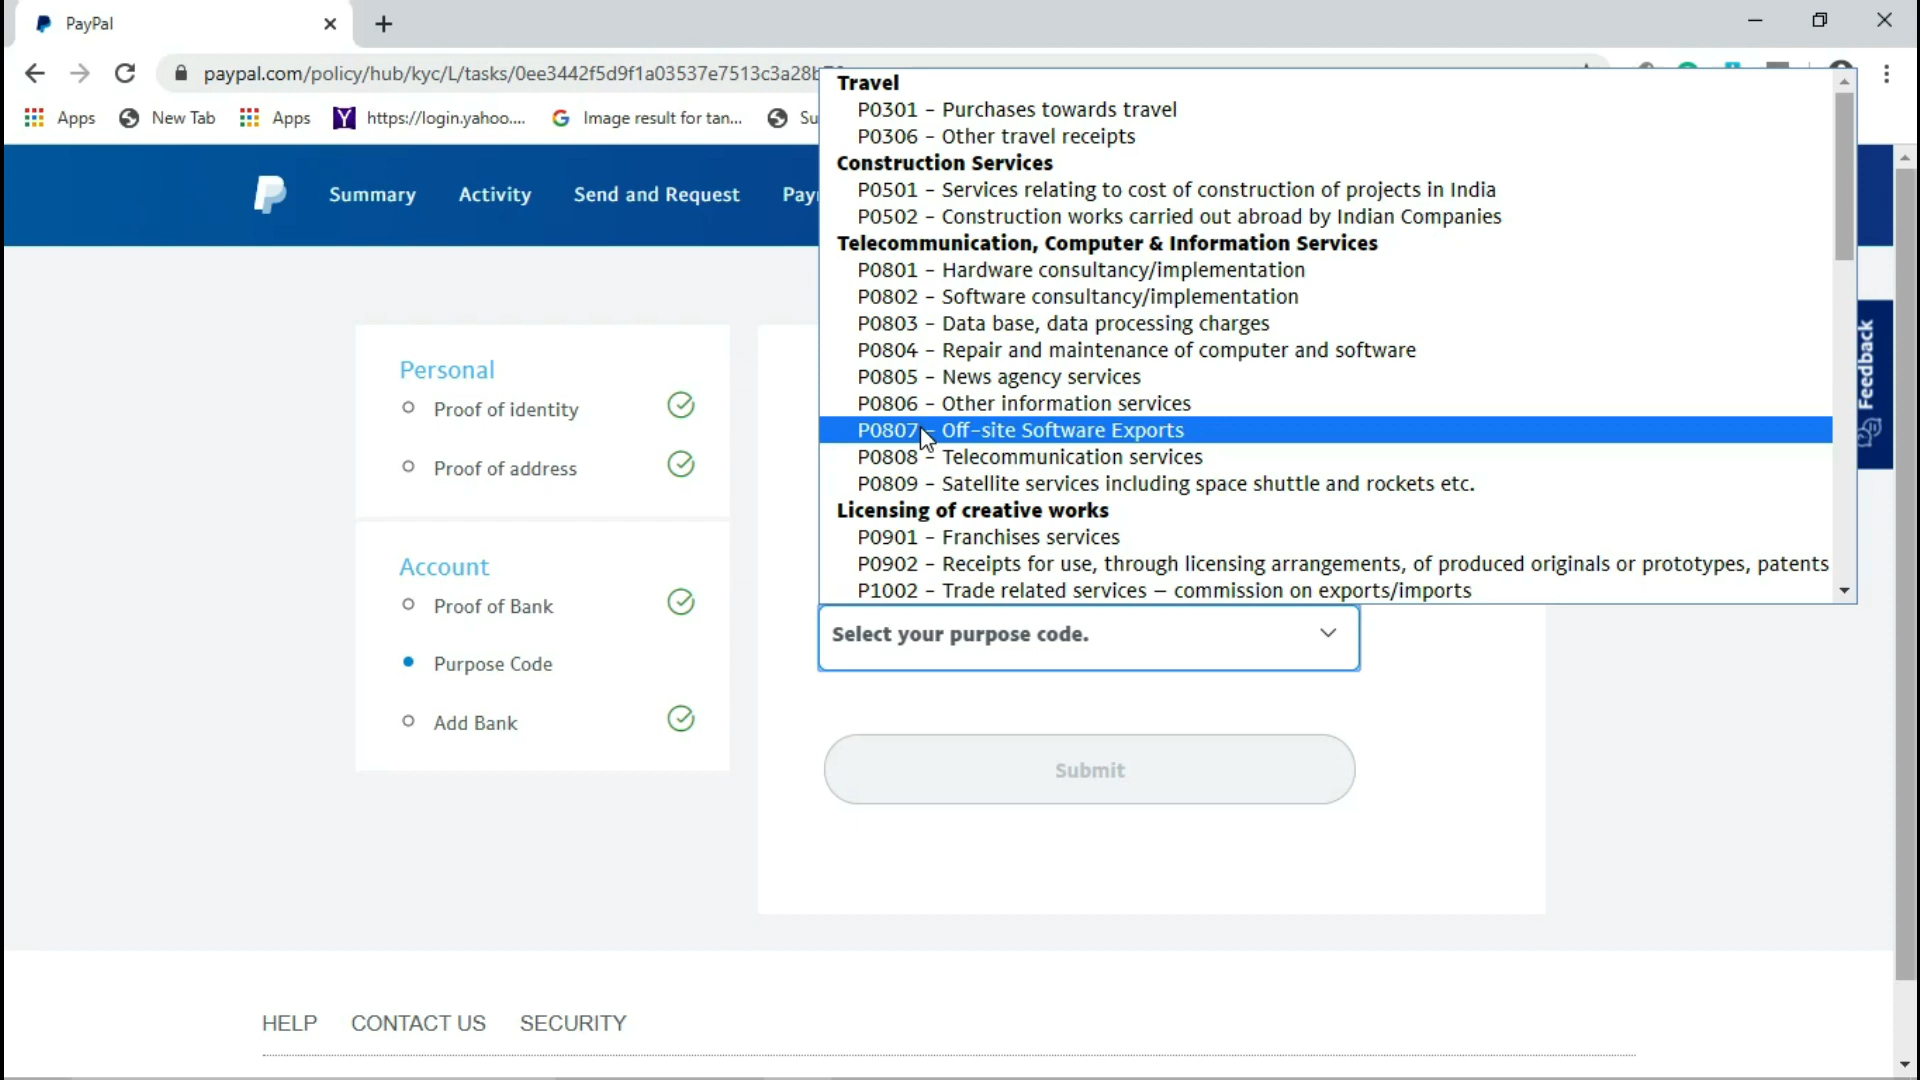 PayPal
paypal.com/policy/hub/kyc/L/tasks/0ee3442f5d9f1a03537e7513c3a28b
Apps
New Tab
Apps
https://login.yahoo....
Image result for tan...
Su
Summary
Activity
Send and Request
Pay
Travel
P0301 - Purchases towards travel
P0306 - Other travel receipts
Construction Services
P0501 - Services relating to cost of construction of projects in India
P0502 - Construction works carried out abroad by Indian Companies
Telecommunication, Computer & Information Services
P0801 - Hardware consultancy/implementation
P0802 - Software consultancy/implementation
P0803 - Data base, data processing charges
P0804 - Repair and maintenance of computer and software
P0805 - News agency services
P0806 - Other information services
P0807 - Off-site Software Exports
P0808 - Telecommunication services
P0809 - Satellite services including space shuttle and rockets etc.
Licensing of creative works
P0901 - Franchises services
P0902 - Receipts for use, through licensing arrangements, of produced originals or prototypes, patents
P1002 - Trade related services – commission on exports/imports
Feedback
Personal
Proof of identity
Proof of address
Account
Proof of Bank
Purpose Code
Add Bank
Select your purpose code.
Submit
HELP
CONTACT US
SECURITY